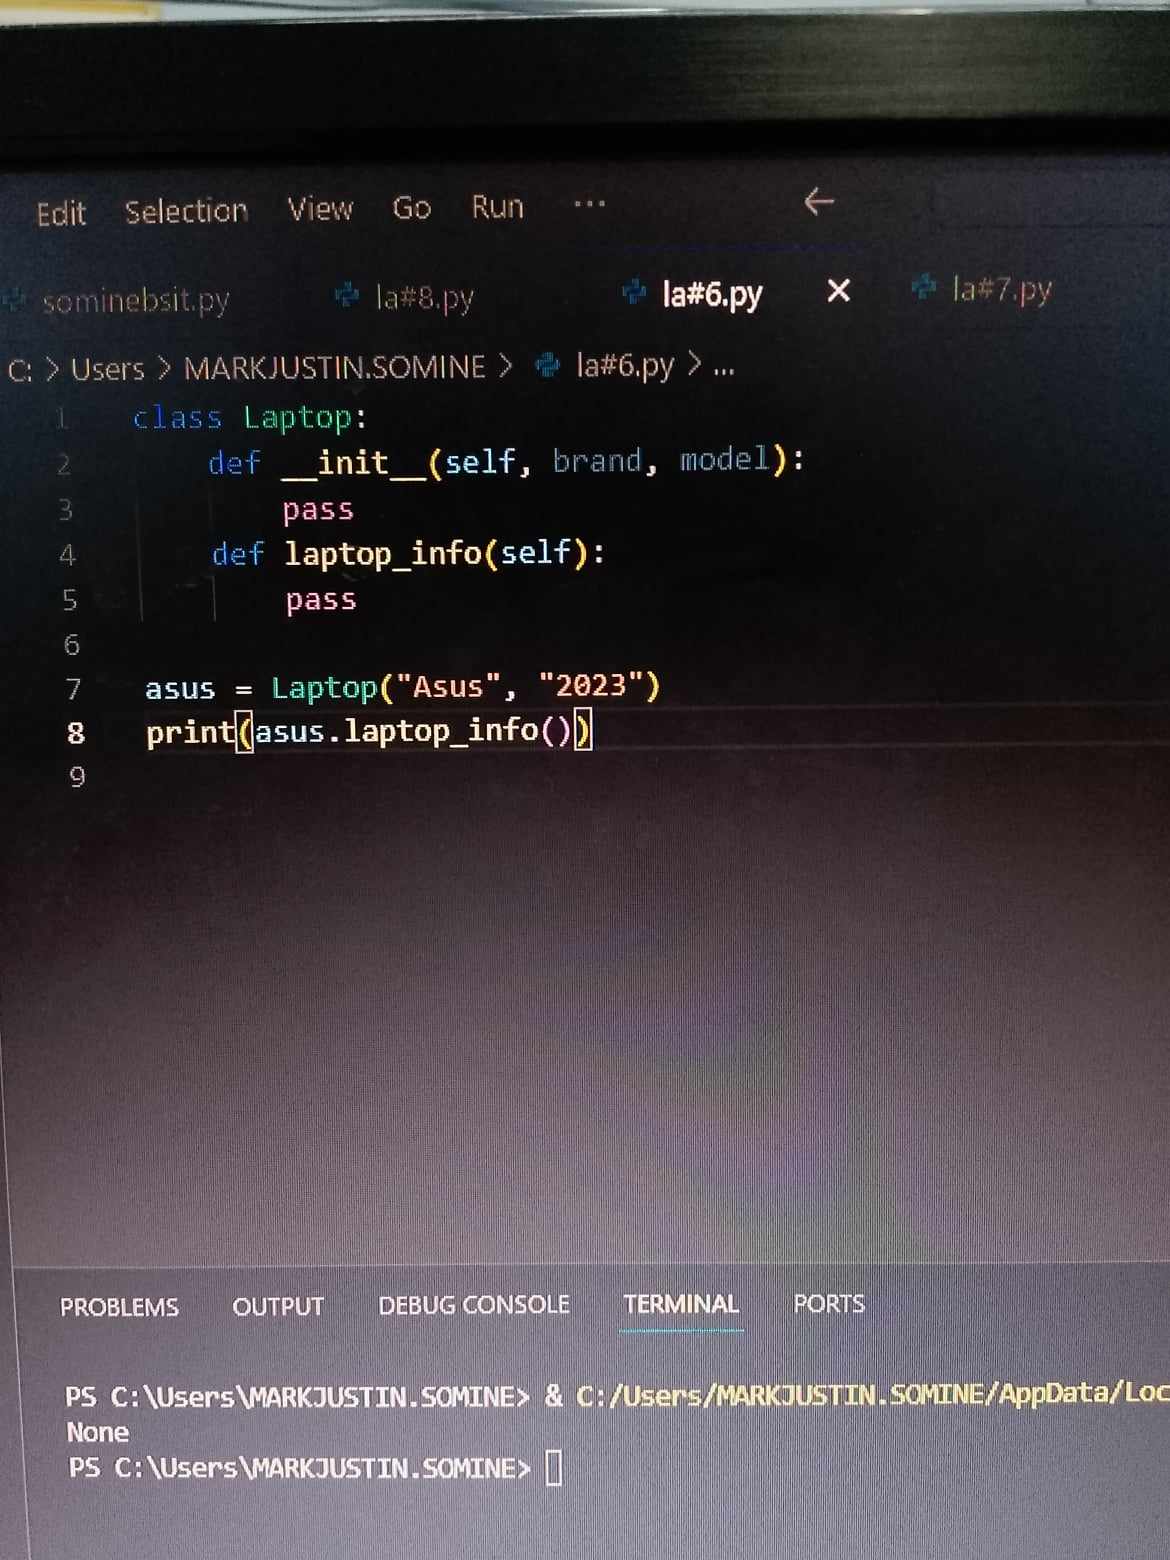 Edit Selection View Go Run ... ←
sominebsit.py la#8.py la#6.py × la#7.py
C: > Users > MARKJUSTIN.SOMINE > la#6.py > ...
1 class Laptop:
2 def __init__(self, brand, model):
3 pass
4 def laptop_info(self):
5 pass
6
7 asus = Laptop("Asus", "2023")
8 print(asus.laptop_info())
9
PROBLEMS OUTPUT DEBUG CONSOLE TERMINAL PORTS
PS C:\Users\MARKJUSTIN.SOMINE> & C:/Users/MARKJUSTIN.SOMINE/AppData/Loc
None
PS C:\Users\MARKJUSTIN.SOMINE>